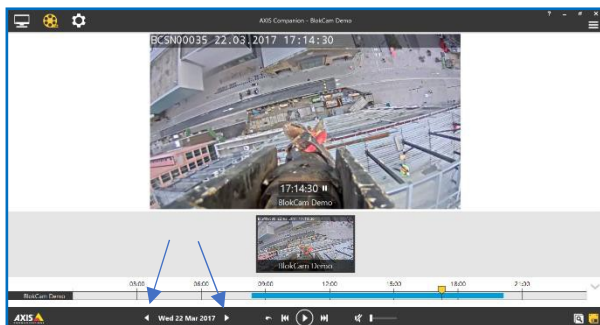 AXIS Companion - BlokCam Demo
BCSN00035 22.03.2017 17:14:30
17:14:30
BlokCam Demo
BlokCam Demo
03:00 06:00 09:00 12:00 15:00 18:00 21:00
BlokCam Demo
AXIS
Wed 22 Mar 2017